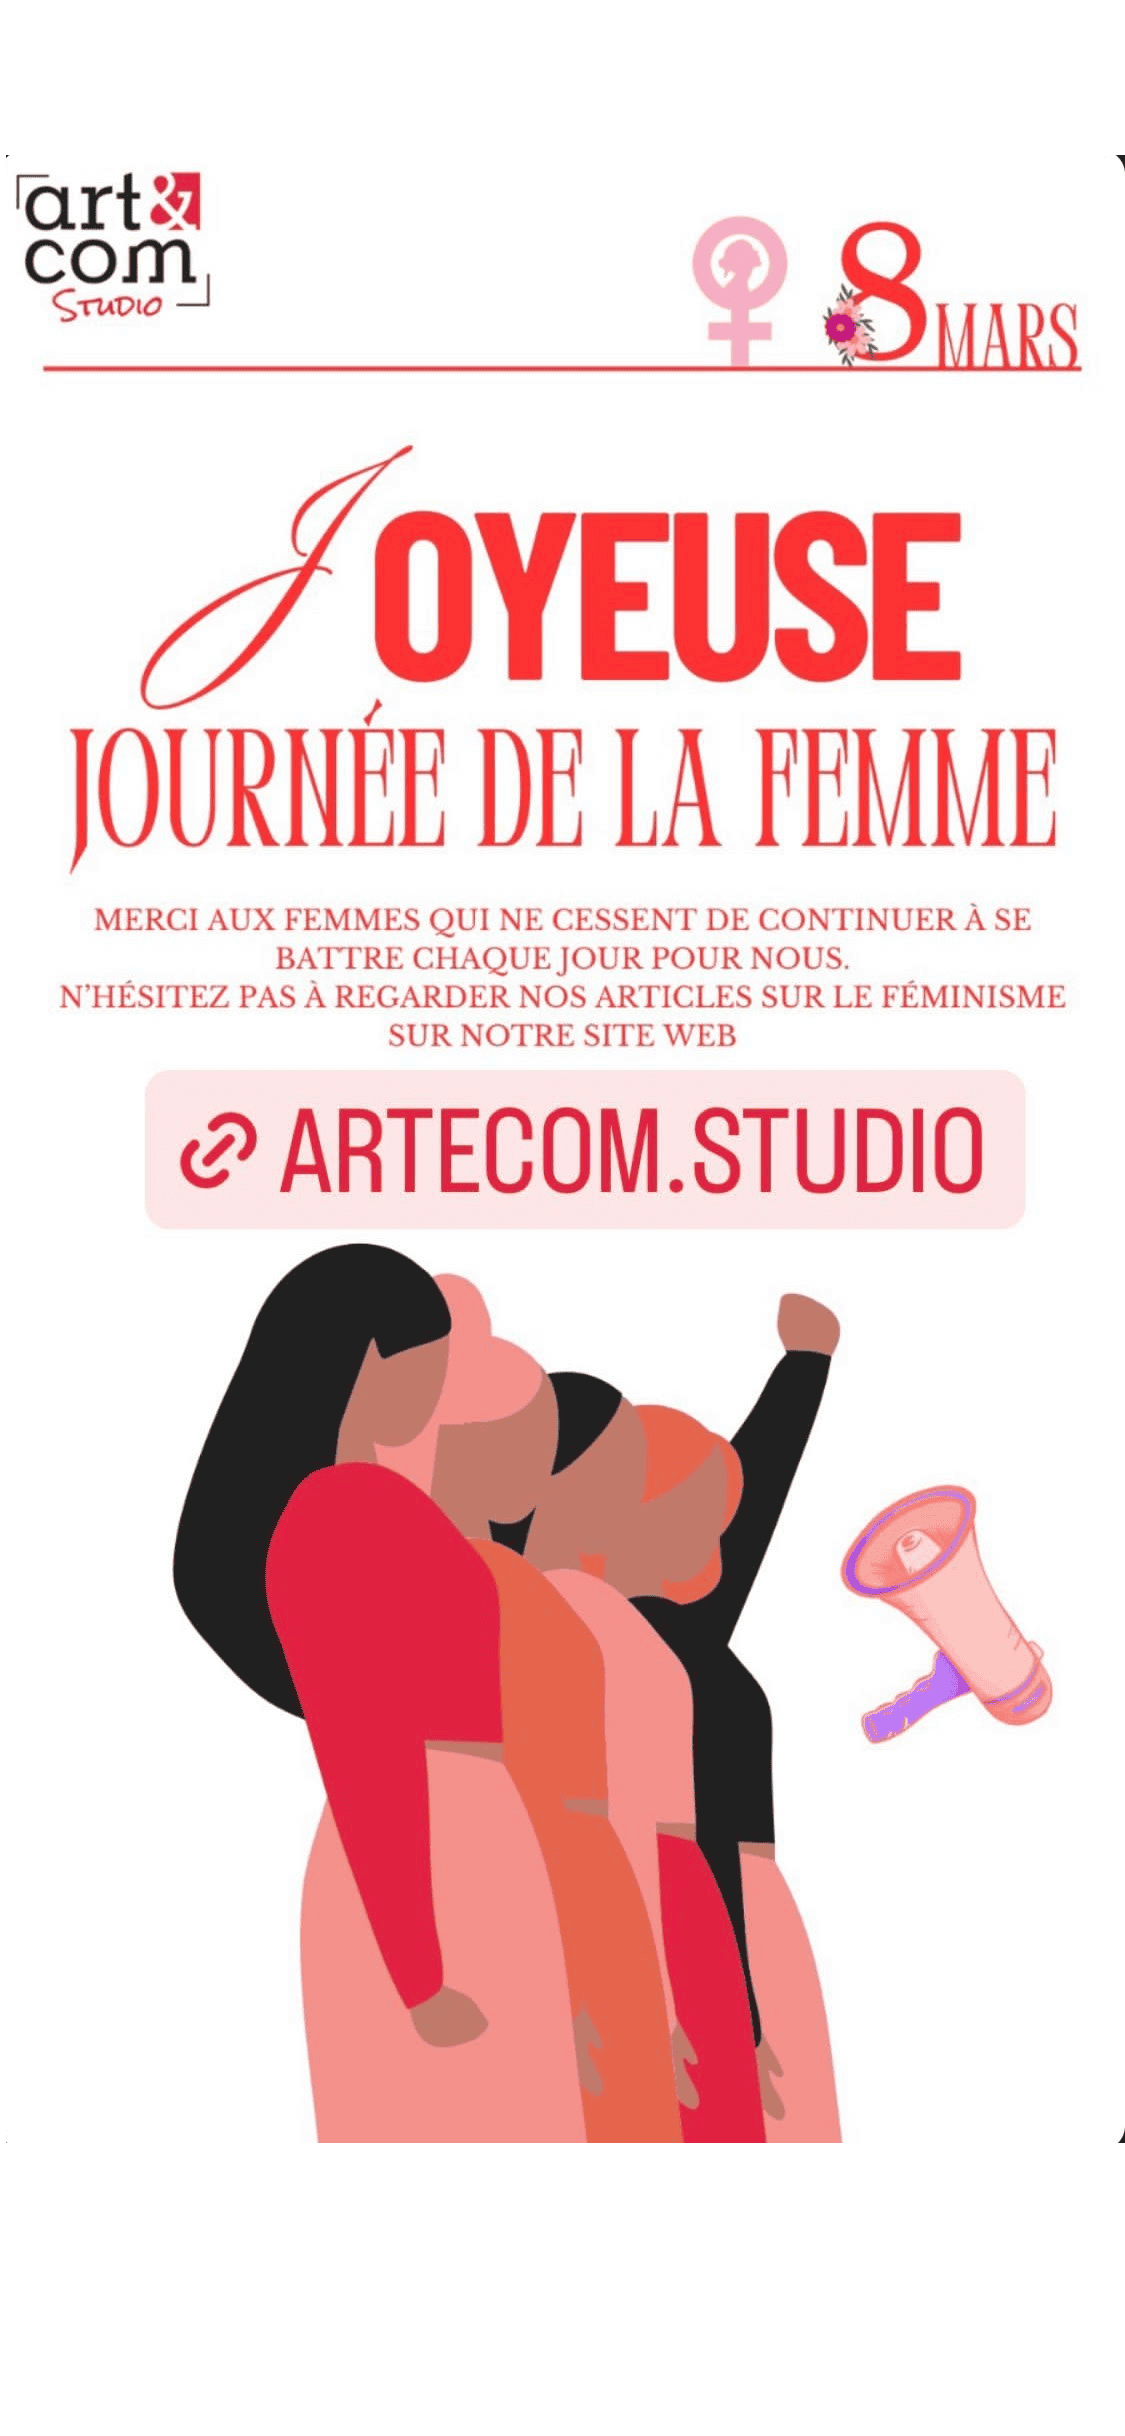 art&
com
STUDIO
8 MARS
JOYEUSE
JOURNÉE DE LA FEMME
MERCI AUX FEMMES QUI NE CESSENT DE CONTINUER À SE
BATTRE CHAQUE JOUR POUR NOUS.
N'HÉSITEZ PAS À REGARDER NOS ARTICLES SUR LE FÉMINISME
SUR NOTRE SITE WEB
ARTECOM.STUDIO